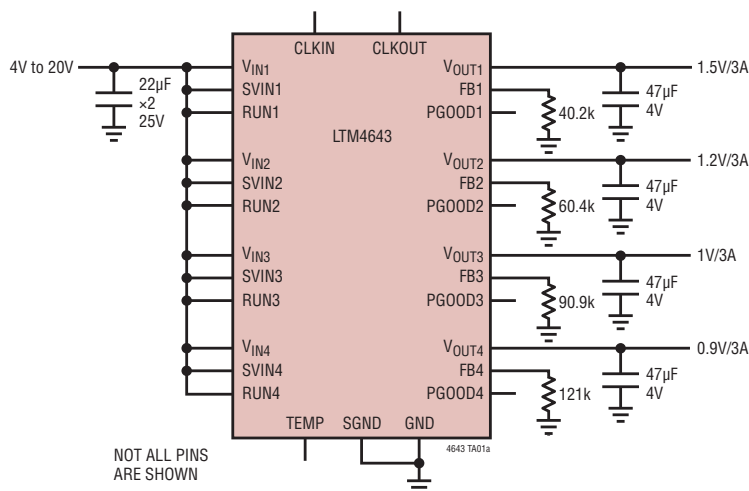 CLKIN CLKOUT
4V to 20V
22µF
×2
25V
VIN1
SVIN1
RUN1
VIN2
SVIN2
RUN2
VIN3
SVIN3
RUN3
VIN4
SVIN4
RUN4
LTM4643
VOUT1
FB1
PGOOD1
VOUT2
FB2
PGOOD2
VOUT3
FB3
PGOOD3
VOUT4
FB4
PGOOD4
40.2k
47µF
4V
1.5V/3A
60.4k
47µF
4V
1.2V/3A
90.9k
47µF
4V
1V/3A
121k
47µF
4V
0.9V/3A
TEMP SGND GND
4643 TA01a
NOT ALL PINS
ARE SHOWN